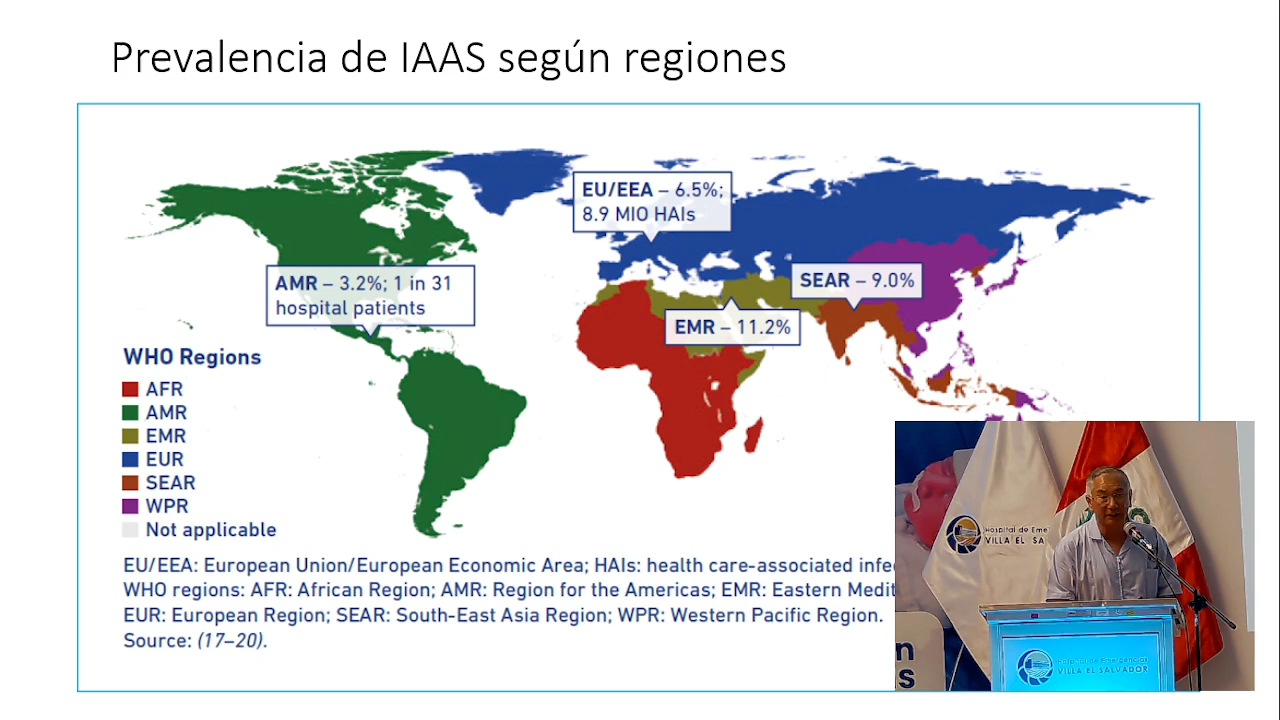 Prevalencia de IAAS según regiones
EU/EEA – 6.5%;
8.9 MIO HAIs
AMR – 3.2%; 1 in 31
hospital patients
SEAR – 9.0%
EMR – 11.2%
WHO Regions
AFR
AMR
EMR
EUR
SEAR
WPR
Not applicable
EU/EEA: European Union/European Economic Area; HAIs: health care-associated infe
WHO regions: AFR: African Region; AMR: Region for the Americas; EMR: Eastern Medit
EUR: European Region; SEAR: South-East Asia Region; WPR: Western Pacific Region.
Source: (17–20).
Hospital de Eme
VILLA EL SA
n
s
Hospital de Emergencias
VILLA EL SALVADOR